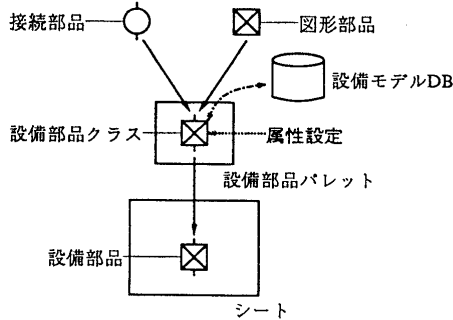 接続部品
図形部品
設備モデルDB
設備部品クラス
属性設定
設備部品パレット
設備部品
シート